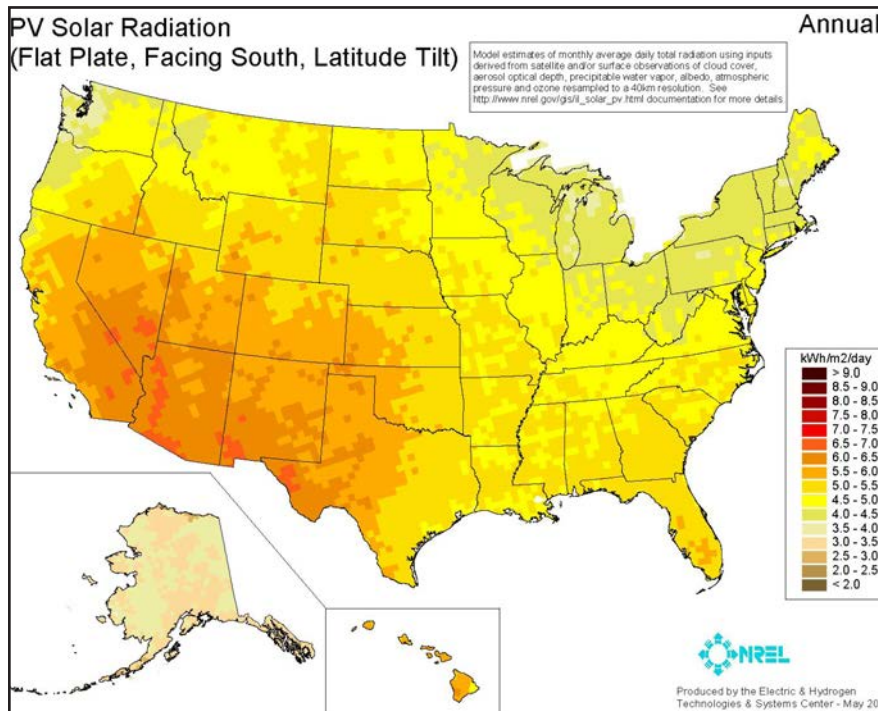 PV Solar Radiation
(Flat Plate, Facing South, Latitude Tilt)
Annual
Model estimates of monthly average daily total radiation using inputs
derived from satellite and/or surface observations of cloud cover,
aerosol optical depth, precipitable water vapor, albedo, atmospheric
pressure and ozone resampled to a 40km resolution. See
http://www.nrel.gov/gis/il_solar_pv.html documentation for more details.
kWh/m2/day
> 9.0
8.5 - 9.0
8.0 - 8.5
7.5 - 8.0
7.0 - 7.5
6.5 - 7.0
6.0 - 6.5
5.5 - 6.0
5.0 - 5.5
4.5 - 5.0
4.0 - 4.5
3.5 - 4.0
3.0 - 3.5
2.5 - 3.0
2.0 - 2.5
< 2.0
NREL
Produced by the Electric & Hydrogen
Technologies & Systems Center - May 20